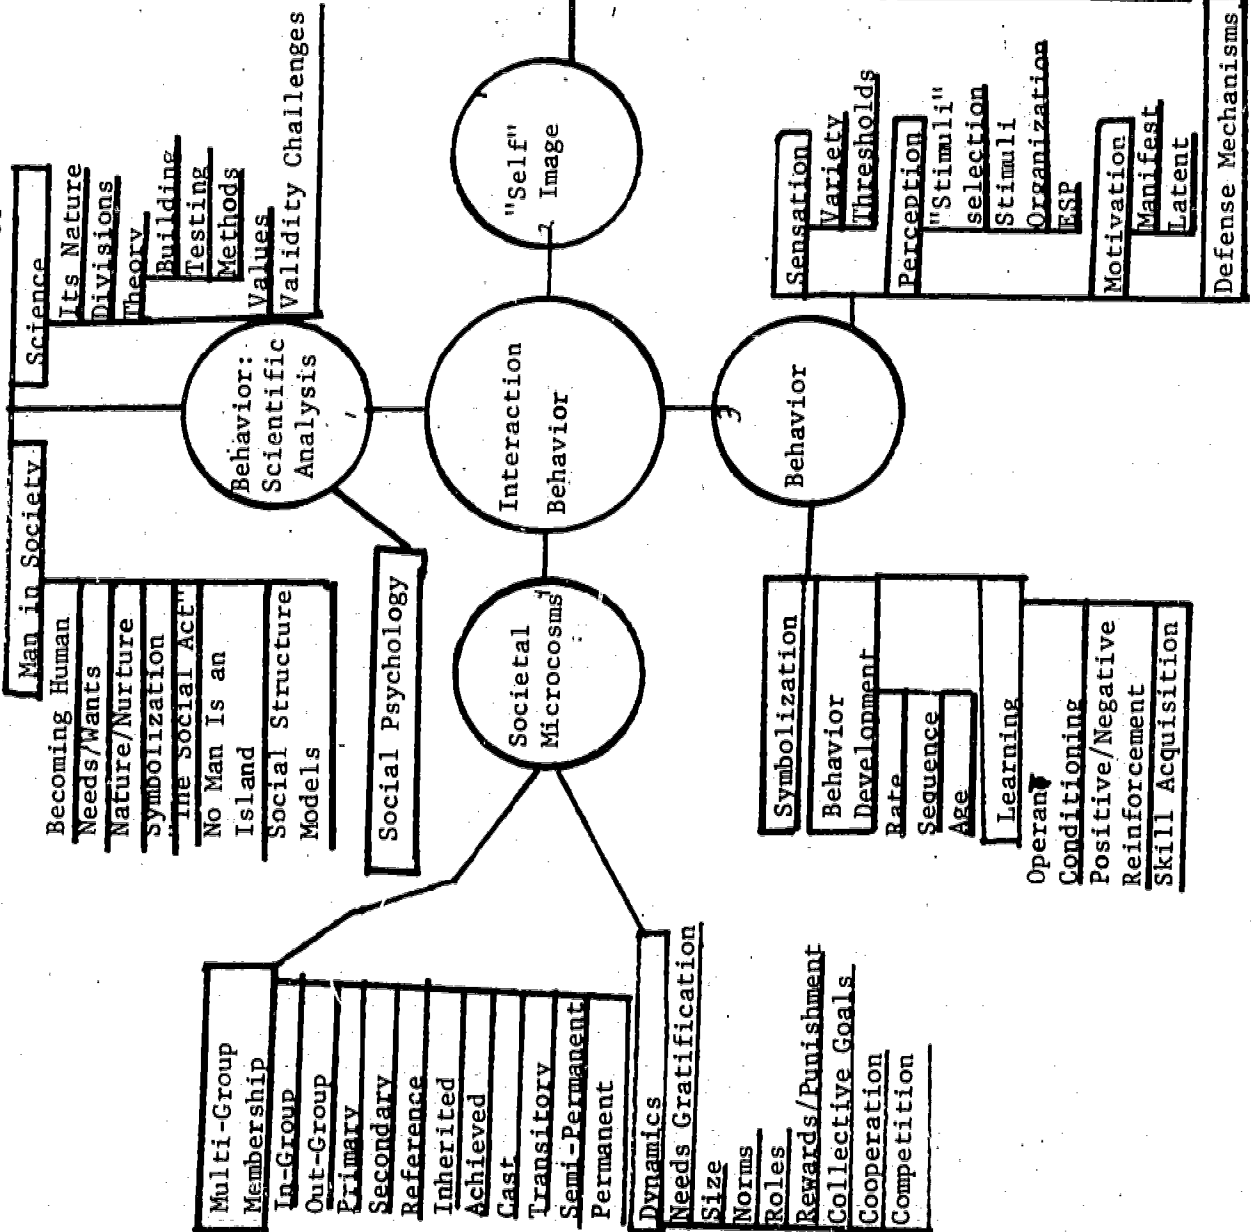 Multi-Group
Membership
In-Group
Out-Group
Primary
Secondary
Reference
Inherited
Achieved
Cast
Transitory
Semi-Permanent
Permanent
Dynamics
Needs Gratification
Size
Norms
Roles
Rewards/Punishment
Collective Goals
Cooperation
Competition
Man in Society
Becoming Human
Needs/Wants
Nature/Nurture
Symbolization
"The Social Act"
No Man Is an
Island
Social Structure
Models
Social Psychology
Societal
Microcosms
Symbolization
Behavior
Development
Rate
Sequence
Age
Learning
Operant
Conditioning
Positive/Negative
Reinforcement
Skill Acquisition
Behavior:
Scientific
Analysis
Interaction
Behavior
Behavior
3
Science
Its Nature
Divisions
Theory
Building
Testing
Methods
Values
Validity Challenges
"Self"
Image
2
Sensation
Variety
Thresholds
Perception
"Stimuli"
selection
Stimuli
Organization
ESP
Motivation
Manifest
Latent
Defense Mechanisms